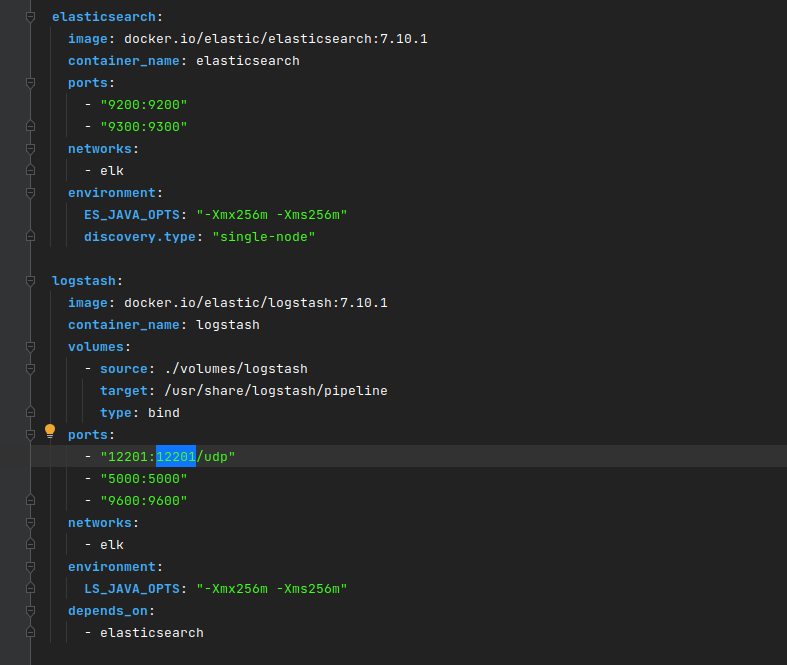 elasticsearch:
image: docker.io/elastic/elasticsearch:7.10.1
container_name: elasticsearch
ports:
- "9200:9200"
- "9300:9300"
networks:
- elk
environment:
ES_JAVA_OPTS: "-Xmx256m -Xms256m"
discovery.type: "single-node"
logstash:
image: docker.io/elastic/logstash:7.10.1
container_name: logstash
volumes:
- source: ./volumes/logstash
target: /usr/share/logstash/pipeline
type: bind
ports:
- "12201:12201/udp"
- "5000:5000"
- "9600:9600"
networks:
- elk
environment:
LS_JAVA_OPTS: "-Xmx256m -Xms256m"
depends_on:
- elasticsearch